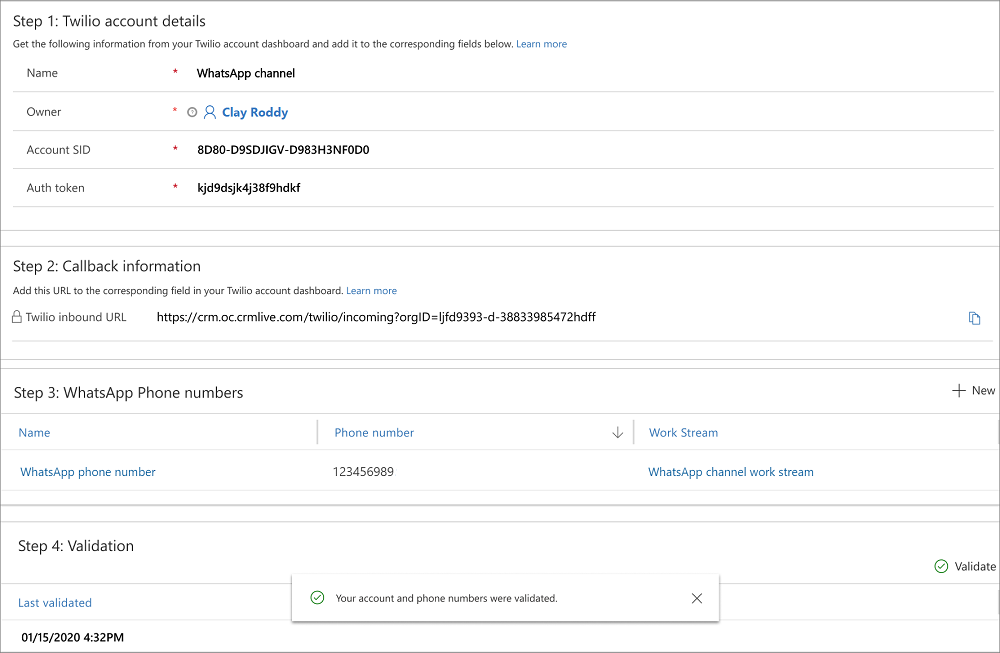 Step 1: Twilio account details
Get the following information from your Twilio account dashboard and add it to the corresponding fields below. Learn more
Name * WhatsApp channel
Owner * Clay Roddy
Account SID * 8D80-D9SDJIGV-D983H3NF0D0
Auth token * kjd9dsjk4j38f9hdkf
Step 2: Callback information
Add this URL to the corresponding field in your Twilio account dashboard. Learn more
Twilio inbound URL https://crm.oc.crmlive.com/twilio/incoming?orgID=ljfd9393-d-38833985472hdff
Step 3: WhatsApp Phone numbers
New
Name Phone number Work Stream
WhatsApp phone number 123456989 WhatsApp channel work stream
Step 4: Validation
Validate
Last validated
Your account and phone numbers were validated.
01/15/2020 4:32PM